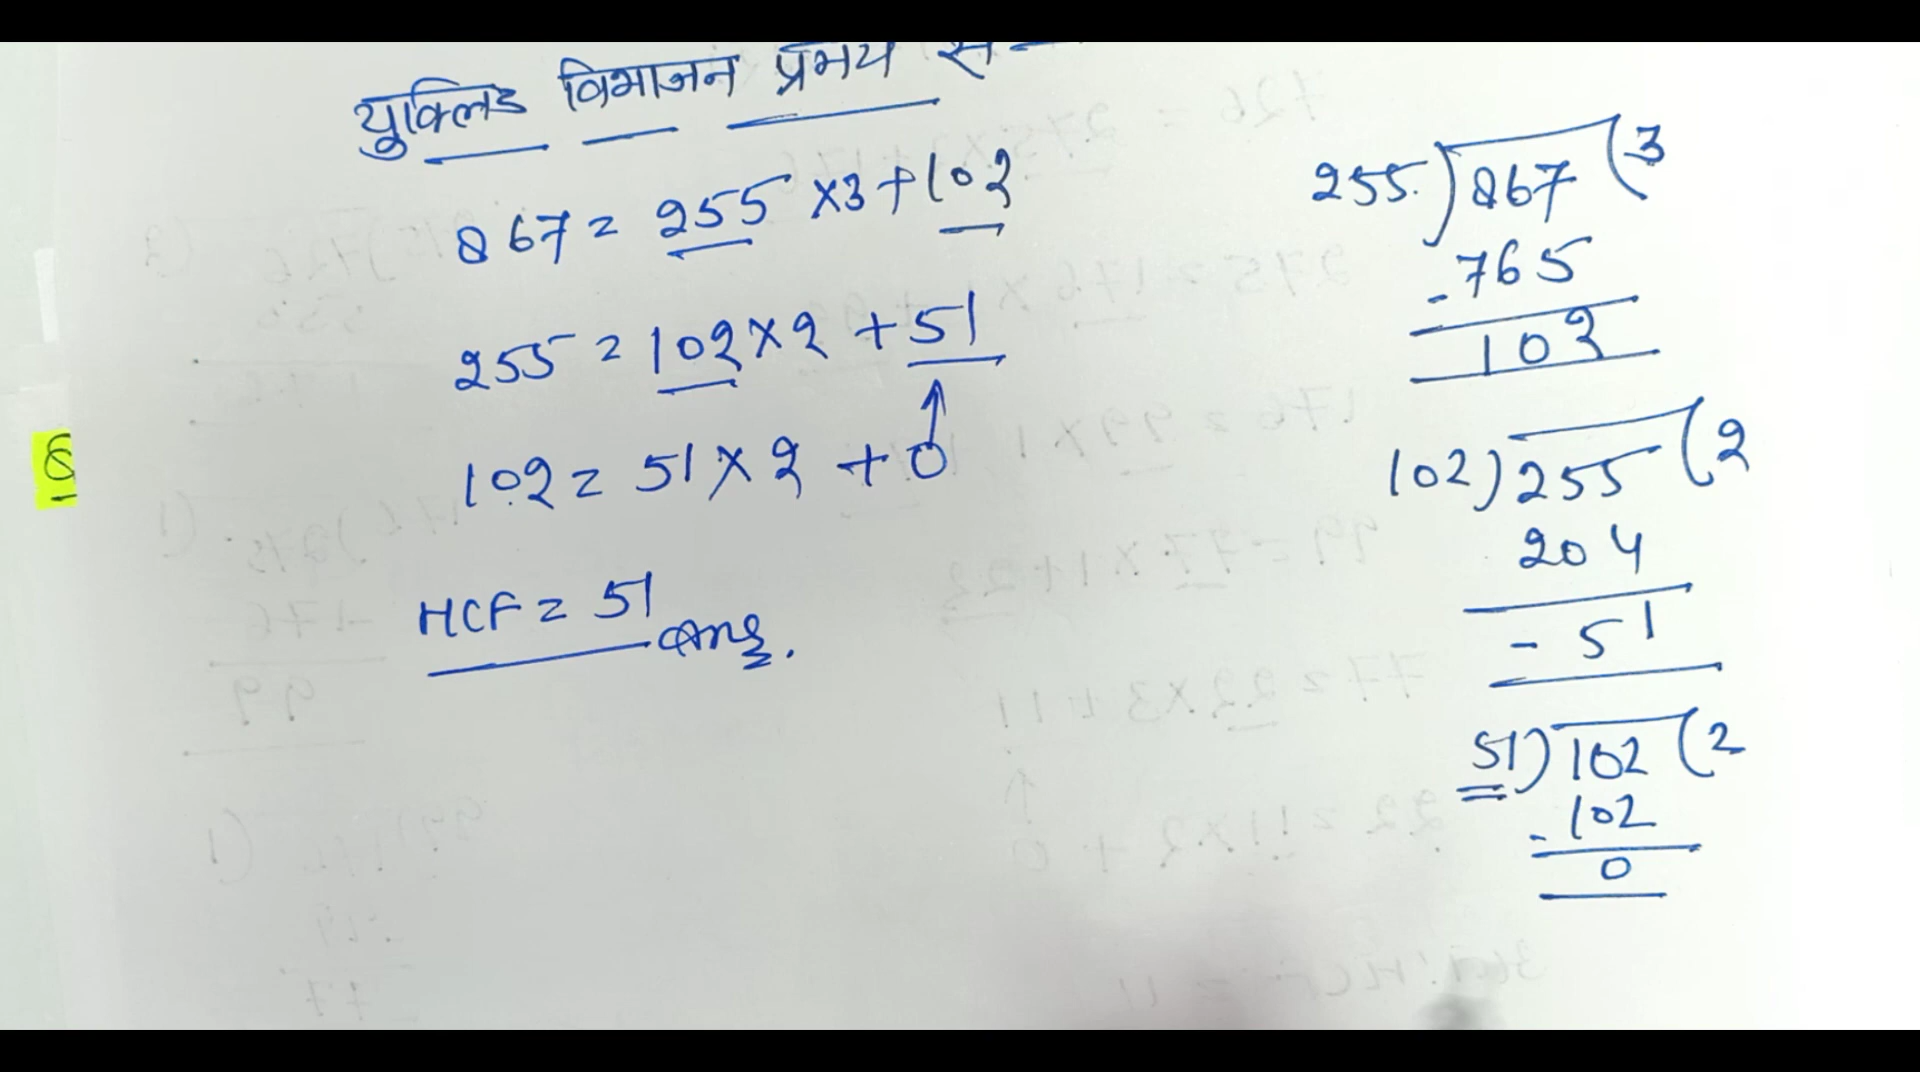 युक्लिड विभाजन प्रमेय से
867 = 255 ×3+102
255 = 102×2 +51
102 = 51×2 +0
HCF = 51 Ans.
6
255)867(3
-765
102
102)255(2
204
- 51
51)102(2
-102
0